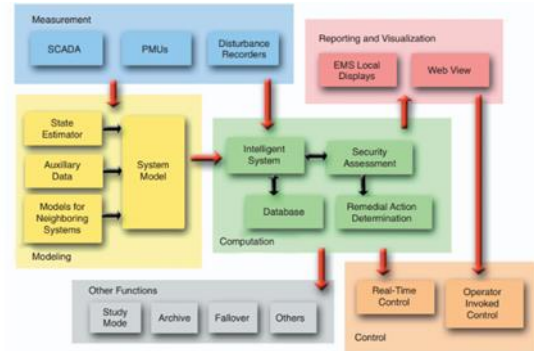 Measurement
SCADA
PMUs
Disturbance
Recorders
Reporting and Visualization
EMS Local
Displays
Web View
State
Estimator
Auxillary
Data
Models for
Neighboring
Systems
System
Model
Modeling
Intelligent
System
Security
Assessment
Database
Remedial Action
Determination
Computation
Other Functions
Study
Mode
Archive
Fallover
Others
Real-Time
Control
Operator
Invoked
Control
Control